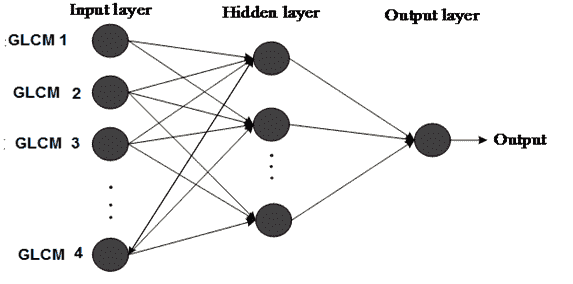 Input layer
Hidden layer
Output layer
GLCM 1
GLCM 2
GLCM 3
GLCM 4
Output